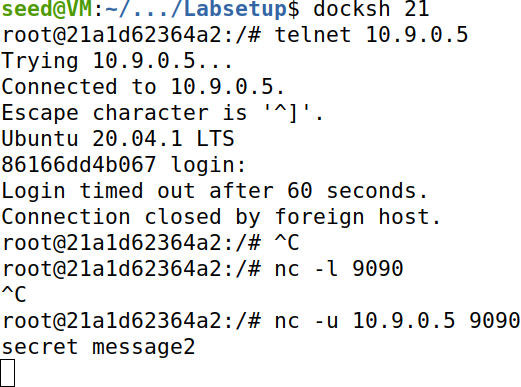 seed@VM:~/.../Labsetup$ docksh 21
root@21a1d62364a2:/# telnet 10.9.0.5
Trying 10.9.0.5...
Connected to 10.9.0.5.
Escape character is '^]'.
Ubuntu 20.04.1 LTS
86166dd4b067 login:
Login timed out after 60 seconds.
Connection closed by foreign host.
root@21a1d62364a2:/# ^C
root@21a1d62364a2:/# nc -l 9090
^C
root@21a1d62364a2:/# nc -u 10.9.0.5 9090
secret message2